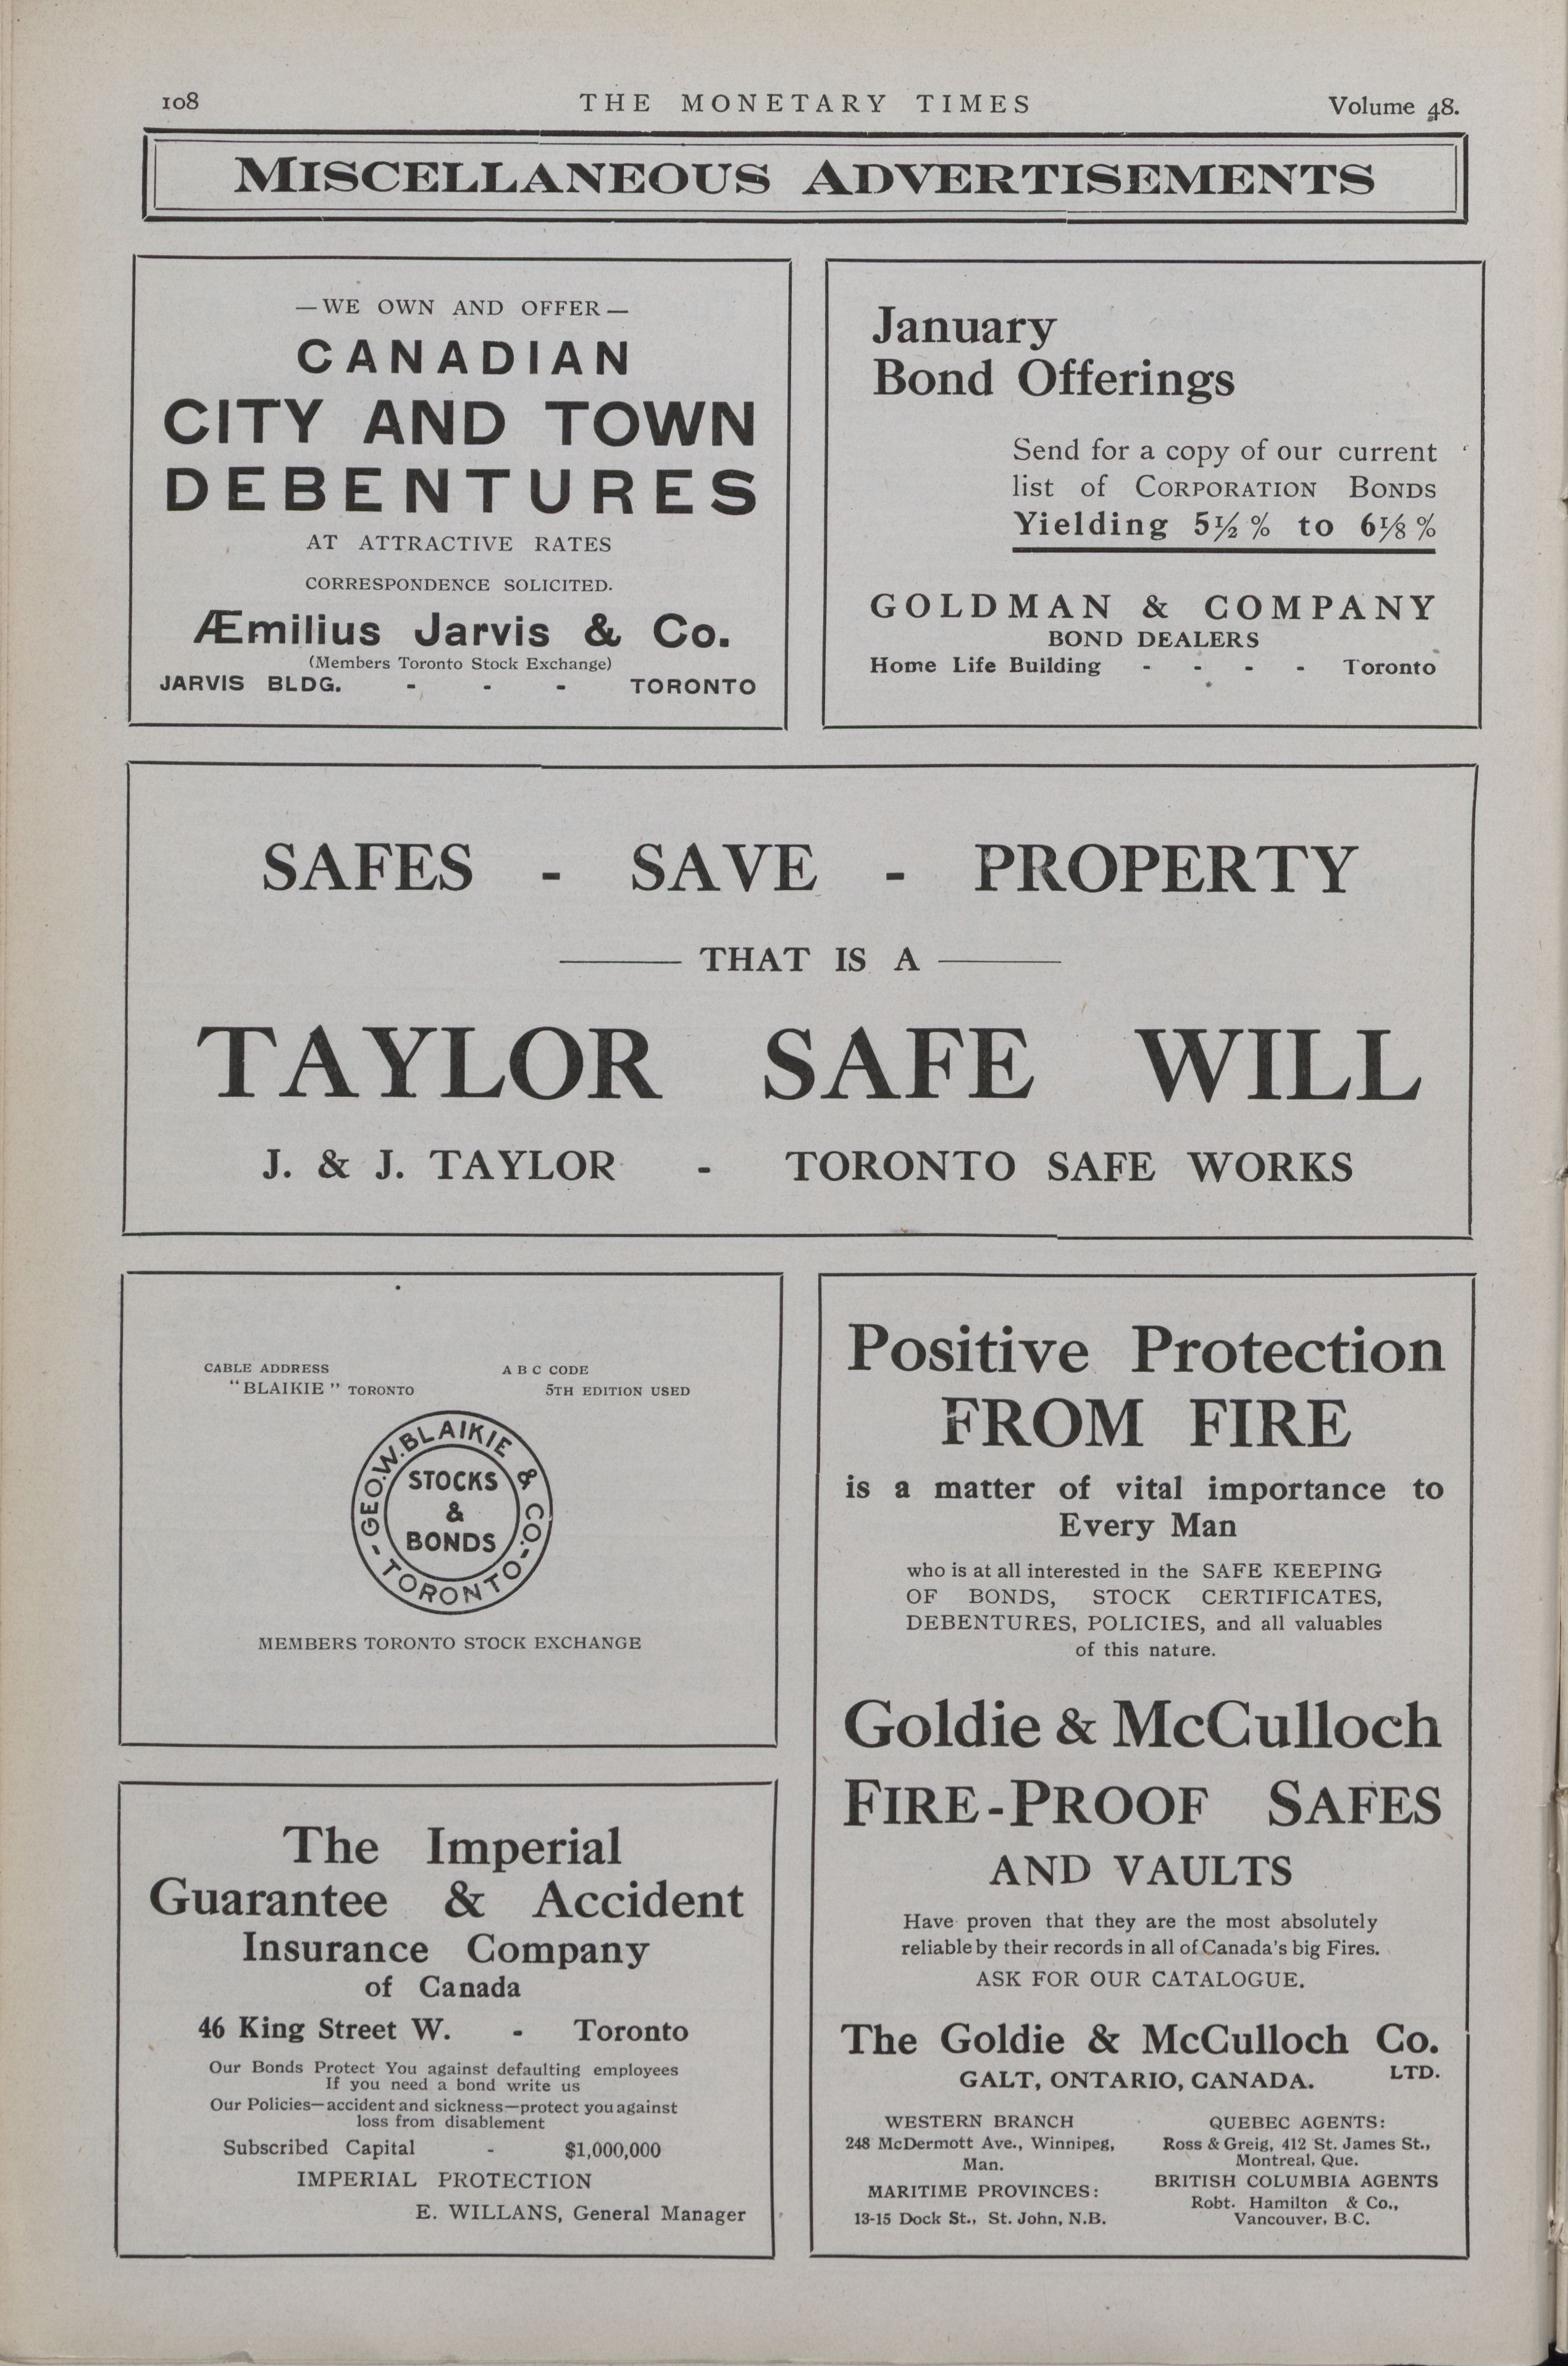 108 THE MONETARY TIMES Volume 48.
MISCELLANEOUS ADVERTISEMENTS
—WE OWN AND OFFER—
CANADIAN
CITY AND TOWN
DEBENTURES
AT ATTRACTIVE RATES
CORRESPONDENCE SOLICITED.
Æmilius Jarvis & Co.
(Members Toronto Stock Exchange)
JARVIS BLDG. - - - TORONTO
January
Bond Offerings
Send for a copy of our current
list of CORPORATION BONDS
Yielding 5½% to 6⅛%
GOLDMAN & COMPANY
BOND DEALERS
Home Life Building - - - - Toronto
SAFES - SAVE - PROPERTY
THAT IS A
TAYLOR SAFE WILL
J. & J. TAYLOR - TORONTO SAFE WORKS
CABLE ADDRESS
"BLAIKIE" TORONTO
A B C CODE
5TH EDITION USED
GEO.W.BLAIKIE & CO.
STOCKS
&
BONDS
-TORONTO-
MEMBERS TORONTO STOCK EXCHANGE
The Imperial
Guarantee & Accident
Insurance Company
of Canada
46 King Street W. - Toronto
Our Bonds Protect You against defaulting employees
If you need a bond write us
Our Policies—accident and sickness—protect you against
loss from disablement
Subscribed Capital - $1,000,000
IMPERIAL PROTECTION
E. WILLANS, General Manager
Positive Protection
FROM FIRE
is a matter of vital importance to
Every Man
who is at all interested in the SAFE KEEPING
OF BONDS, STOCK CERTIFICATES,
DEBENTURES, POLICIES, and all valuables
of this nature.
Goldie & McCulloch
FIRE-PROOF SAFES
AND VAULTS
Have proven that they are the most absolutely
reliable by their records in all of Canada's big Fires.
ASK FOR OUR CATALOGUE.
The Goldie & McCulloch Co.
LTD.
GALT, ONTARIO, CANADA.
WESTERN BRANCH
248 McDermott Ave., Winnipeg,
Man.
MARITIME PROVINCES:
13-15 Dock St., St. John, N.B.
QUEBEC AGENTS:
Ross & Greig, 412 St. James St.,
Montreal, Que.
BRITISH COLUMBIA AGENTS
Robt. Hamilton & Co.,
Vancouver, B.C.